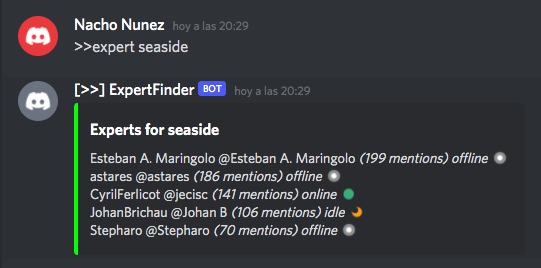 Nacho Nunez hoy a las 20:29
>>expert seaside
[>>] ExpertFinder BOT hoy a las 20:29
Experts for seaside
Esteban A. Maringolo @Esteban A. Maringolo (199 mentions) offline
astares @astares (186 mentions) offline
CyrilFerlicot @jecisc (141 mentions) online
JohanBrichau @Johan B (106 mentions) idle
Stepharo @Stepharo (70 mentions) offline